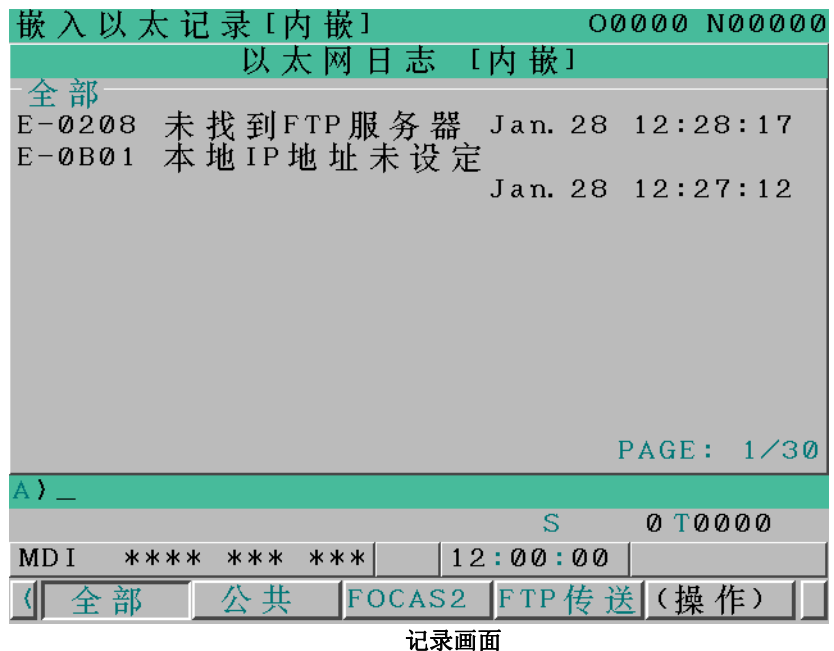 嵌入以太记录[内嵌] O0000 N00000
以太网日志 [内嵌]
全部
E-0208 未找到FTP服务器 Jan. 28 12:28:17
E-0B01 本地IP地址未设定
Jan. 28 12:27:12
PAGE: 1/30
A)_
S 0 T0000
MDI **** *** *** 12:00:00
( 全部 公共 FOCAS2 FTP传送 (操作)
记录画面